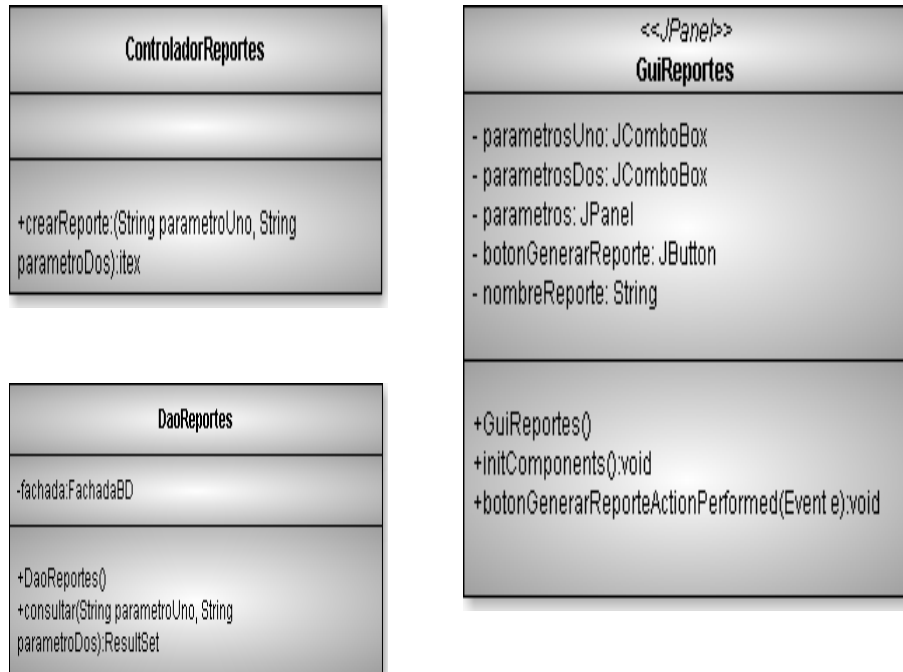 ControladorReportes
+crearReporte:(String parametroUno, String
parametroDos):itex
DaoReportes
-fachada:FachadaBD
+DaoReportes()
+consultar(String parametroUno, String
parametroDos):ResultSet
<<JPanel>>
GuiReportes
- parametrosUno: JComboBox
- parametrosDos: JComboBox
- parametros: JPanel
- botonGenerarReporte: JButton
- nombreReporte: String
+GuiReportes()
+initComponents():void
+botonGenerarReporteActionPerformed(Event e):void